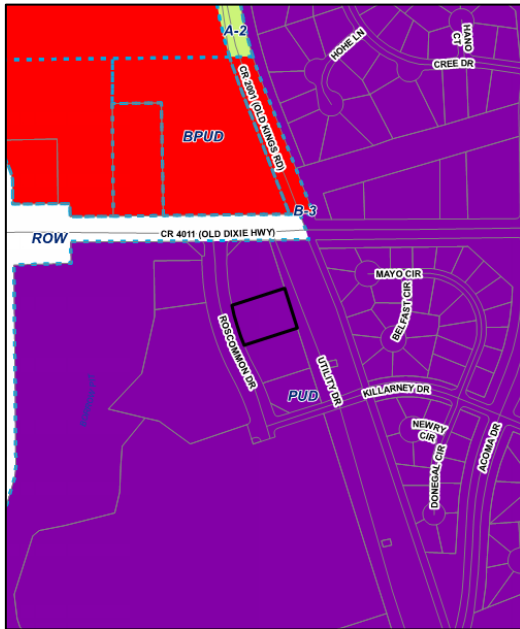 A-2
HOHE LN
HANO
CT
CREE DR
CR 2001 (OLD KINGS RD)
BPUD
B-3
ROW
CR 4011 (OLD DIXIE HWY)
MAYO CIR
BELFAST CIR
ROSCOMMON DR
UTILITY DR
PUD
KILLARNEY DR
NEWRY
CIR
DONEGAL CIR
ACOMA DR